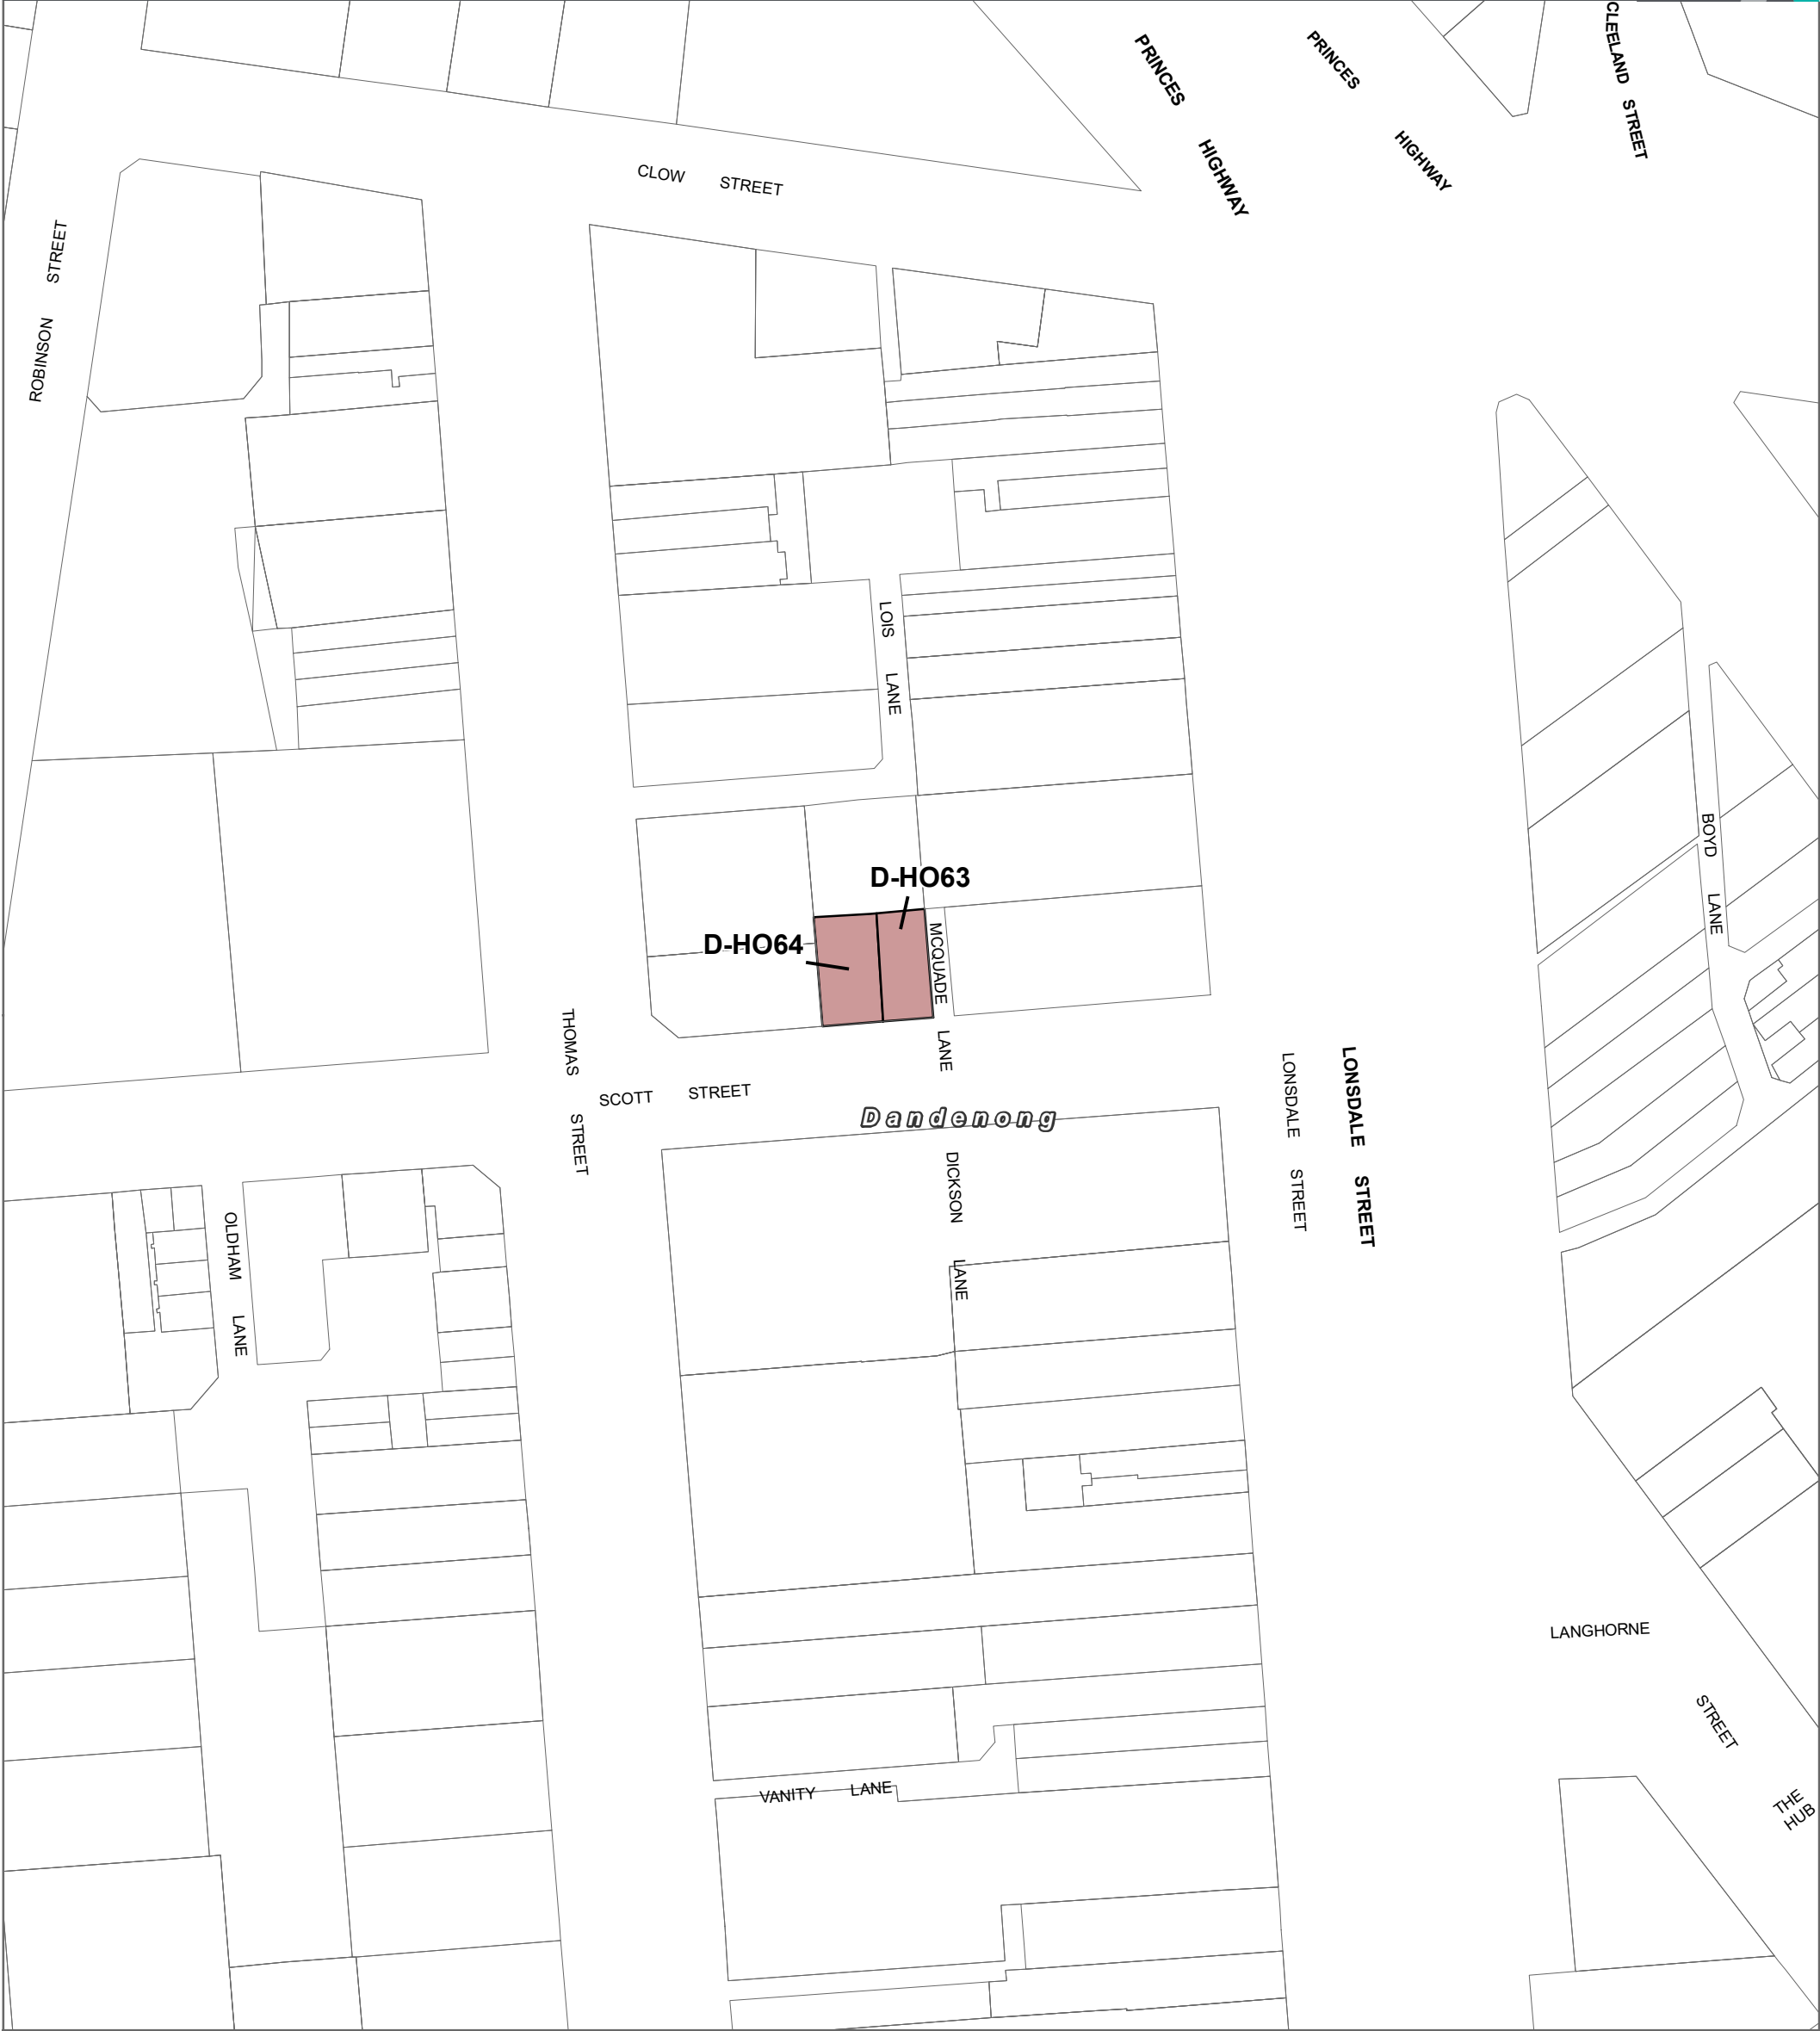 PRINCES HIGHWAY
PRINCES HIGHWAY
CLEELAND STREET
CLOW STREET
ROBINSON STREET
LOIS LANE
BOYD LANE
D-HO63
D-HO64
MCQUADE LANE
THOMAS STREET
SCOTT STREET
Dandenong
LONSDALE STREET
LONSDALE STREET
DICKSON LANE
OLDHAM LANE
LANGHORNE STREET
VANITY LANE
THE
HUB